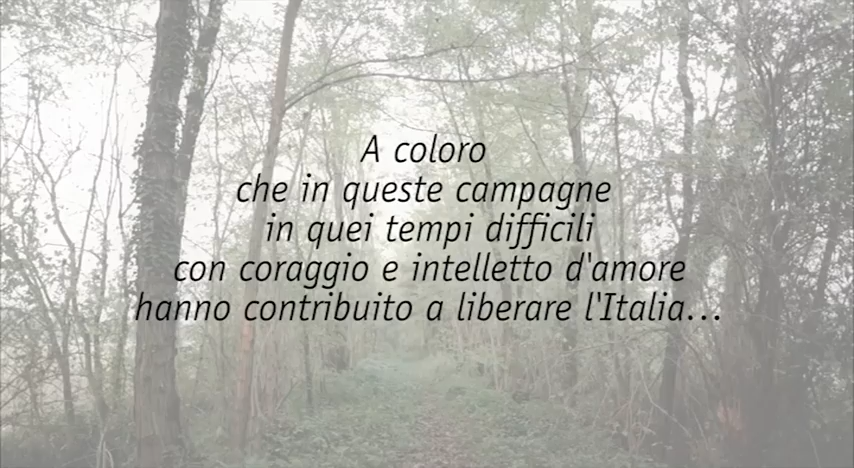 A coloro
che in queste campagne
in quei tempi difficili
con coraggio e intelletto d'amore
hanno contribuito a liberare l'Italia...